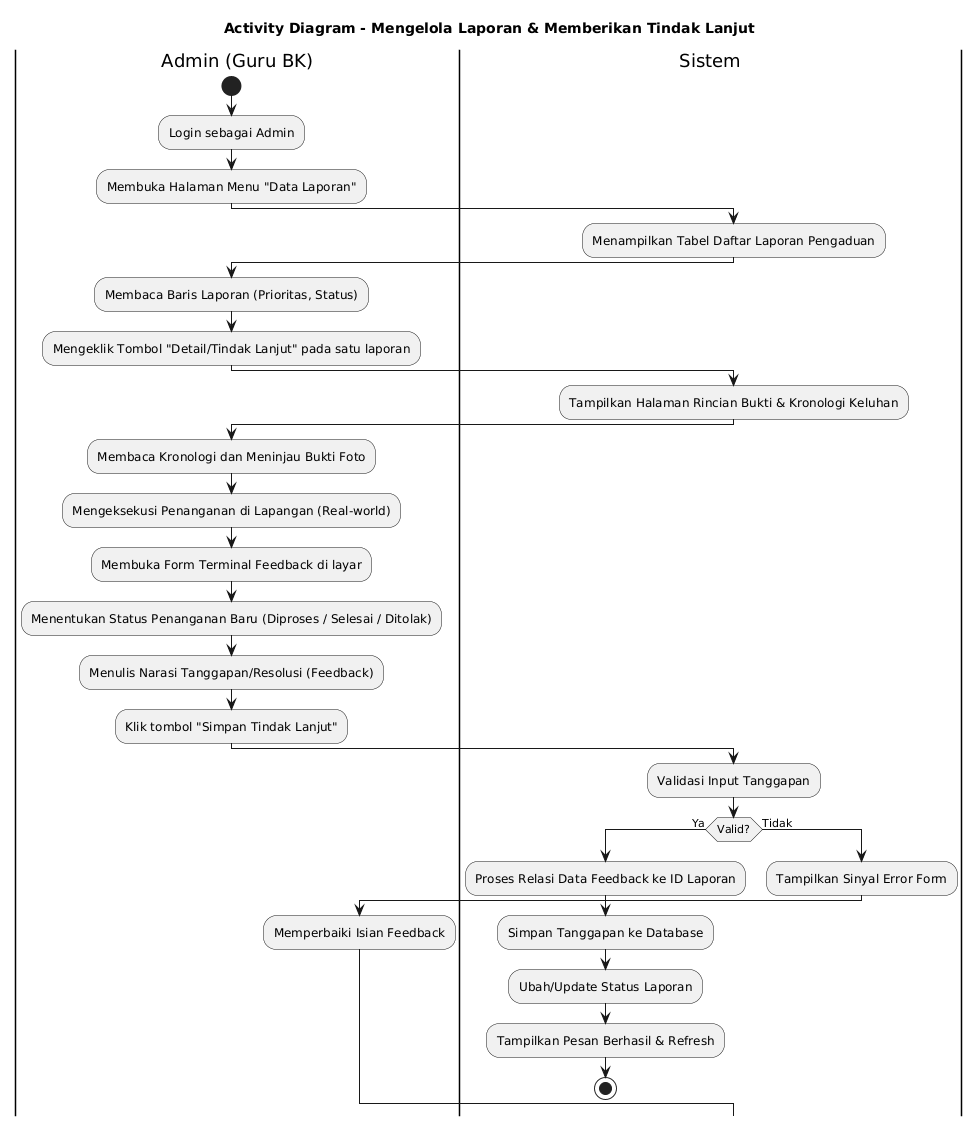 Activity Diagram - Mengelola Laporan & Memberikan Tindak Lanjut
Admin (Guru BK)
Sistem
Login sebagai Admin
Membuka Halaman Menu "Data Laporan"
Menampilkan Tabel Daftar Laporan Pengaduan
Membaca Baris Laporan (Prioritas, Status)
Mengeklik Tombol "Detail/Tindak Lanjut" pada satu laporan
Tampilkan Halaman Rincian Bukti & Kronologi Keluhan
Membaca Kronologi dan Meninjau Bukti Foto
Mengeksekusi Penanganan di Lapangan (Real-world)
Membuka Form Terminal Feedback di layar
Menentukan Status Penanganan Baru (Diproses / Selesai / Ditolak)
Menulis Narasi Tanggapan/Resolusi (Feedback)
Klik tombol "Simpan Tindak Lanjut"
Validasi Input Tanggapan
Ya
Valid?
Tidak
Proses Relasi Data Feedback ke ID Laporan
Tampilkan Sinyal Error Form
Memperbaiki Isian Feedback
Simpan Tanggapan ke Database
Ubah/Update Status Laporan
Tampilkan Pesan Berhasil & Refresh